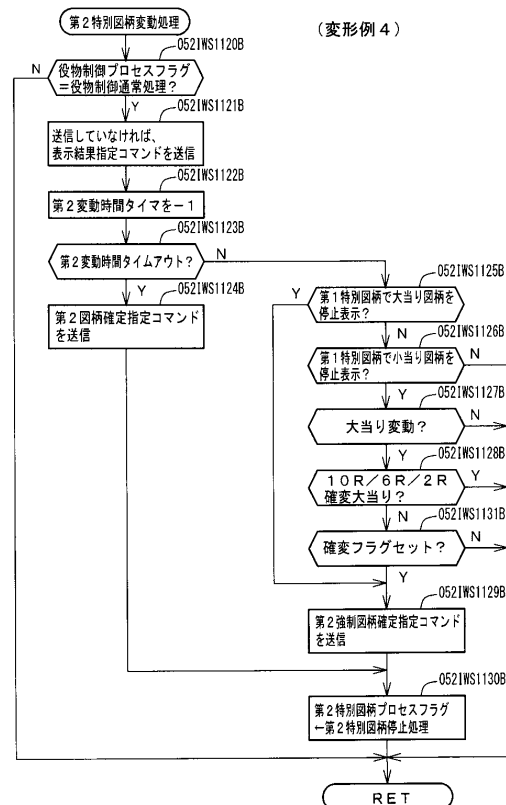 第2特別図柄変動処理
(変形例4)
052IWS1120B
役物制御プロセスフラグ
=役物制御通常処理?
N
Y
052IWS1121B
送信していなければ、
表示結果指定コマンドを送信
052IWS1122B
第2変動時間タイマを-1
052IWS1123B
第2変動時間タイムアウト?
N
Y
052IWS1124B
第2図柄確定指定コマンド
を送信
052IWS1125B
第1特別図柄で大当り図柄を
停止表示?
Y
N
052IWS1126B
第1特別図柄で小当り図柄を
停止表示?
N
Y
052IWS1127B
大当り変動?
N
Y
052IWS1128B
10R/6R/2R
確変大当り?
Y
N
052IWS1131B
確変フラグセット?
N
Y
052IWS1129B
第2強制図柄確定指定コマンド
を送信
052IWS1130B
第2特別図柄プロセスフラグ
←第2特別図柄停止処理
RET